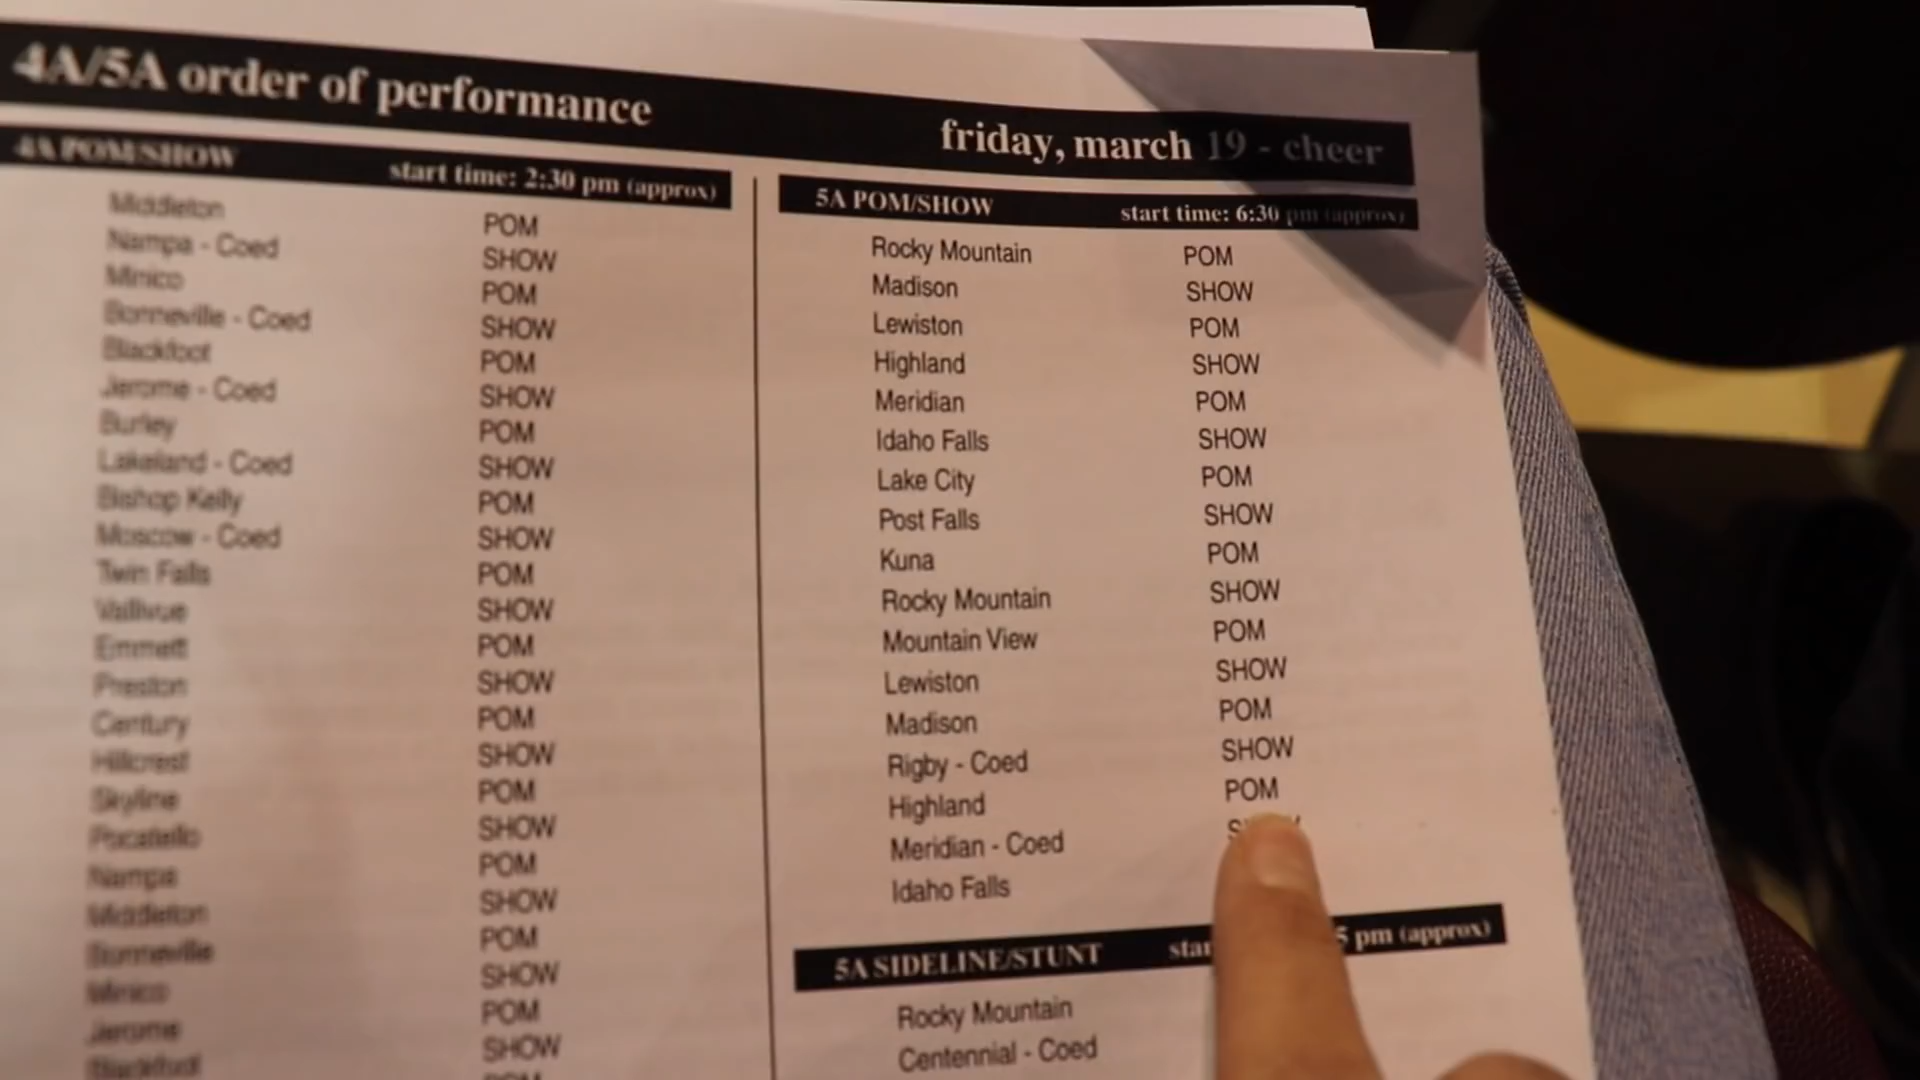 4A/5A order of performance
friday, march 19 - cheer
4A POM/SHOW start time: 2:30 pm (approx)
Middleton POM
Nampa - Coed SHOW
Minico POM
Bonneville - Coed SHOW
Blackfoot POM
Jerome - Coed SHOW
Burley POM
Lakeland - Coed SHOW
Bishop Kelly POM
Moscow - Coed SHOW
Twin Falls POM
Vallivue SHOW
Emmett POM
Preston SHOW
Century POM
Hillcrest SHOW
Skyline POM
Pocatello SHOW
Nampa POM
Middleton SHOW
Bonneville POM
Minico SHOW
Jerome POM
Blackfoot SHOW
POM
5A POM/SHOW start time: 6:30 pm (approx)
Rocky Mountain POM
Madison SHOW
Lewiston POM
Highland SHOW
Meridian POM
Idaho Falls SHOW
Lake City POM
Post Falls SHOW
Kuna POM
Rocky Mountain SHOW
Mountain View POM
Lewiston SHOW
Madison POM
Rigby - Coed SHOW
Highland POM
Meridian - Coed
Idaho Falls
5A SIDELINE/STUNT pm (approx)
Rocky Mountain
Centennial - Coed